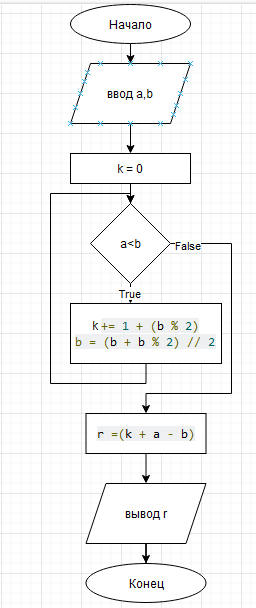 Начало
ввод a,b
k = 0
a<b
False
True
k += 1 + (b % 2)
b = (b + b % 2) // 2
r =(k + a - b)
вывод r
Конец